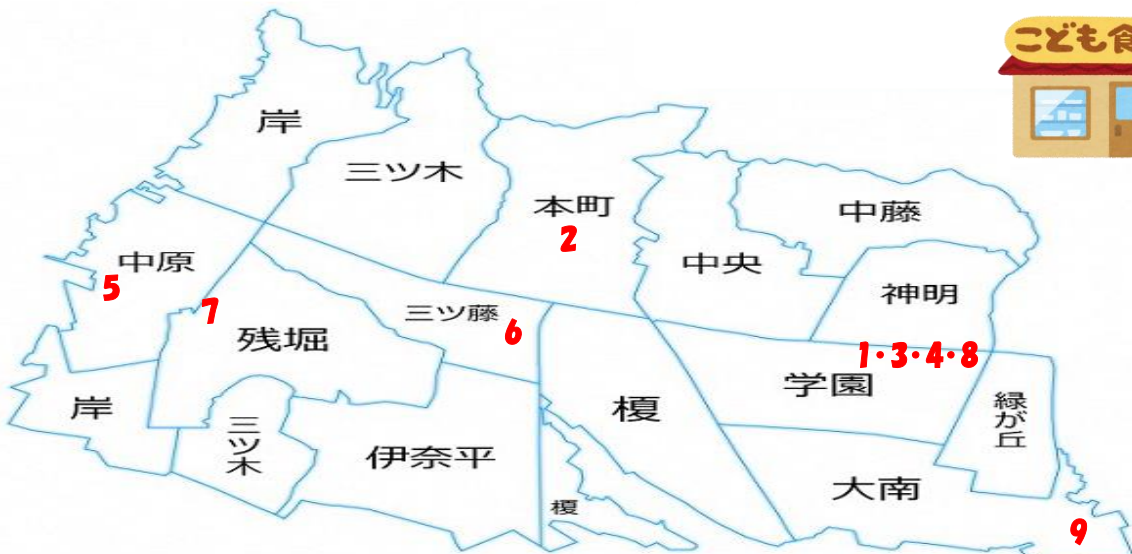 こども食
岸
三ツ木
本町
2
中藤
中央
中原
5
神明
7
三ツ藤
6
残堀
1・3・4・8
学園
岸
三ツ木
榎
緑が丘
伊奈平
大南
榎
9